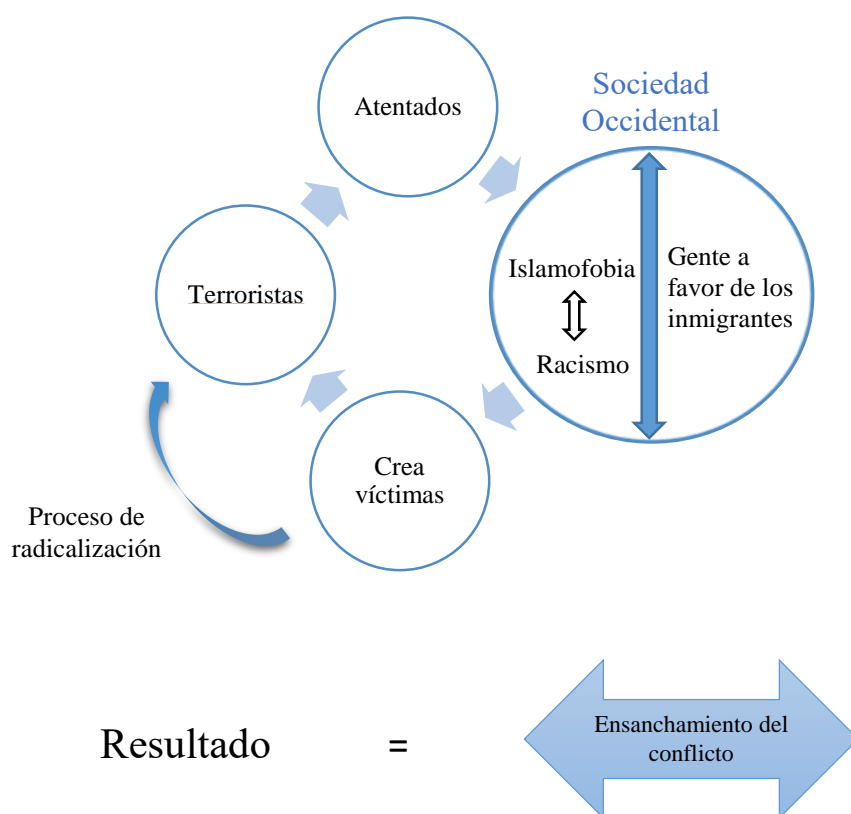 Atentados
Sociedad
Occidental
Terroristas
Islamofobia
Racismo
Gente a
favor de los
inmigrantes
Crea
víctimas
Proceso de
radicalización
Resultado
=
Ensanchamiento del
conflicto